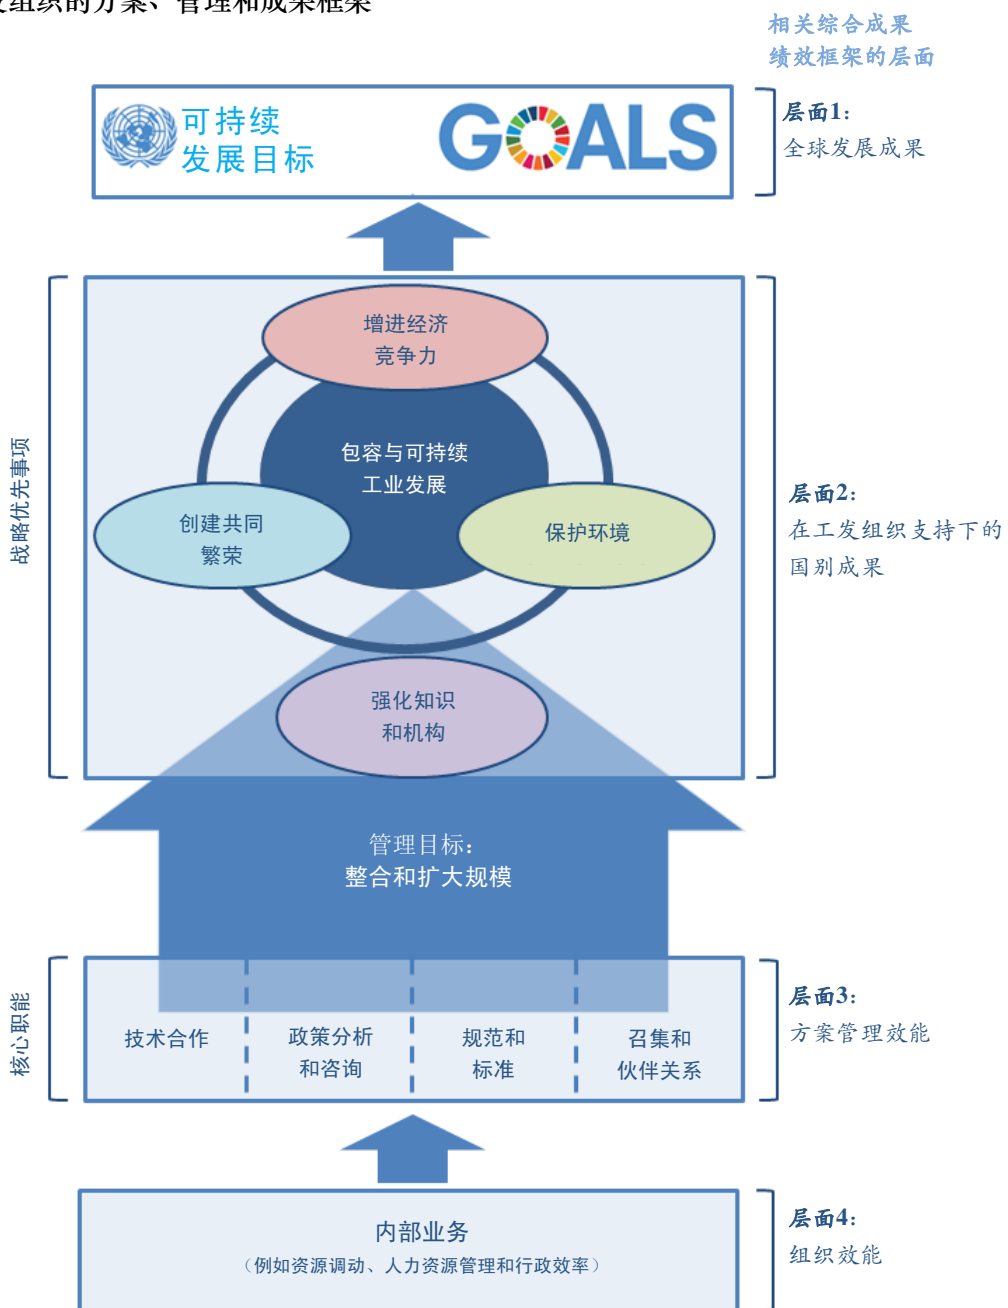 发组织的方案、管理和成果框架
相关综合成果
绩效框架的层面
可持续
发展目标
GOALS
层面1：
全球发展成果
战略优先事项
增进经济
竞争力
包容与可持续
工业发展
创建共同
繁荣
保护环境
强化知识
和机构
层面2：
在工发组织支持下的
国别成果
管理目标：
整合和扩大规模
核心职能
技术合作
政策分析
和咨询
规范和
标准
召集和
伙伴关系
层面3：
方案管理效能
内部业务
（例如资源调动、人力资源管理和行政效率）
层面4：
组织效能